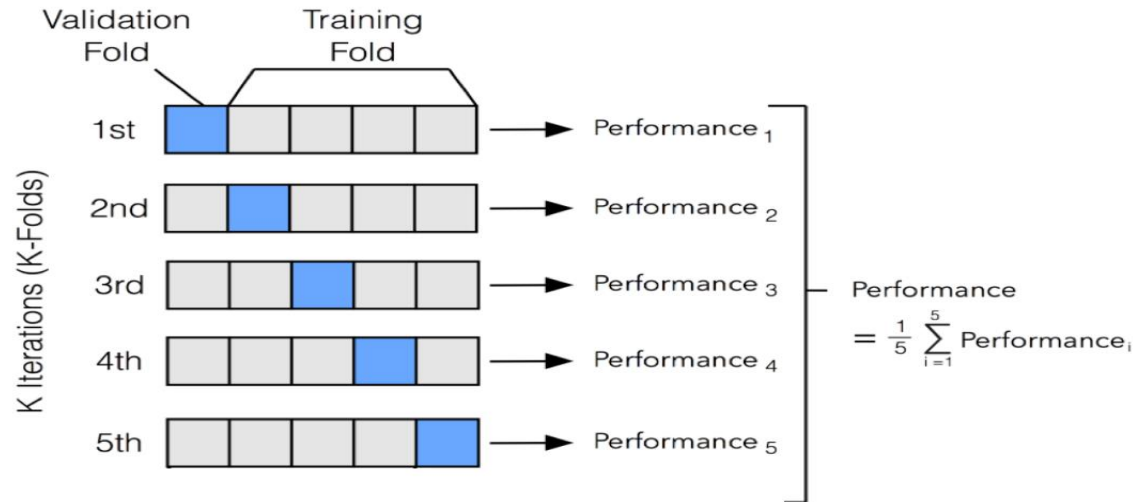 Validation
Fold
Training
Fold
K Iterations (K-Folds)
1st
Performance 1
2nd
Performance 2
3rd
Performance 3
4th
Performance 4
5th
Performance 5
Performance
= 1/5 5∑i=1 Performance i